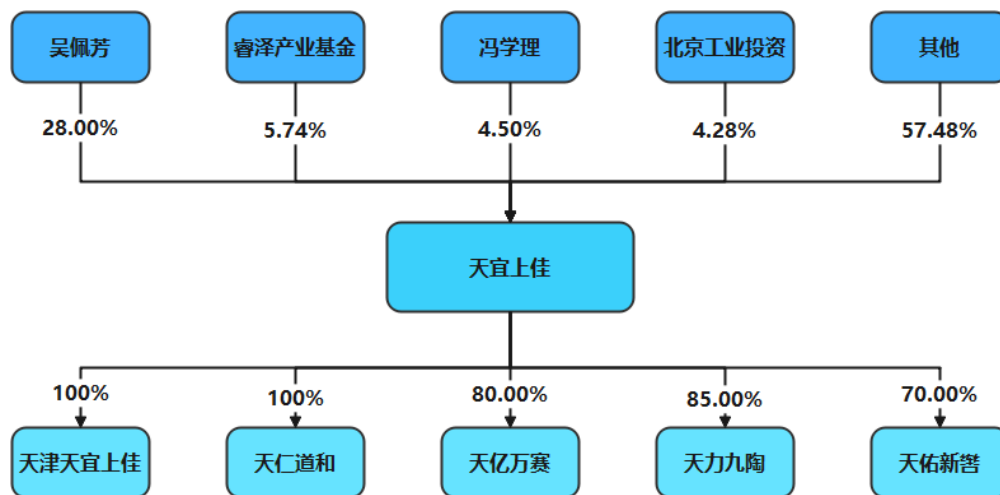 吴佩芳
睿泽产业基金
冯学理
北京工业投资
其他
28.00%
5.74%
4.50%
4.28%
57.48%
天宜上佳
100%
100%
80.00%
85.00%
70.00%
天津天宜上佳
天仁道和
天亿万赛
天力九陶
天佑新辔